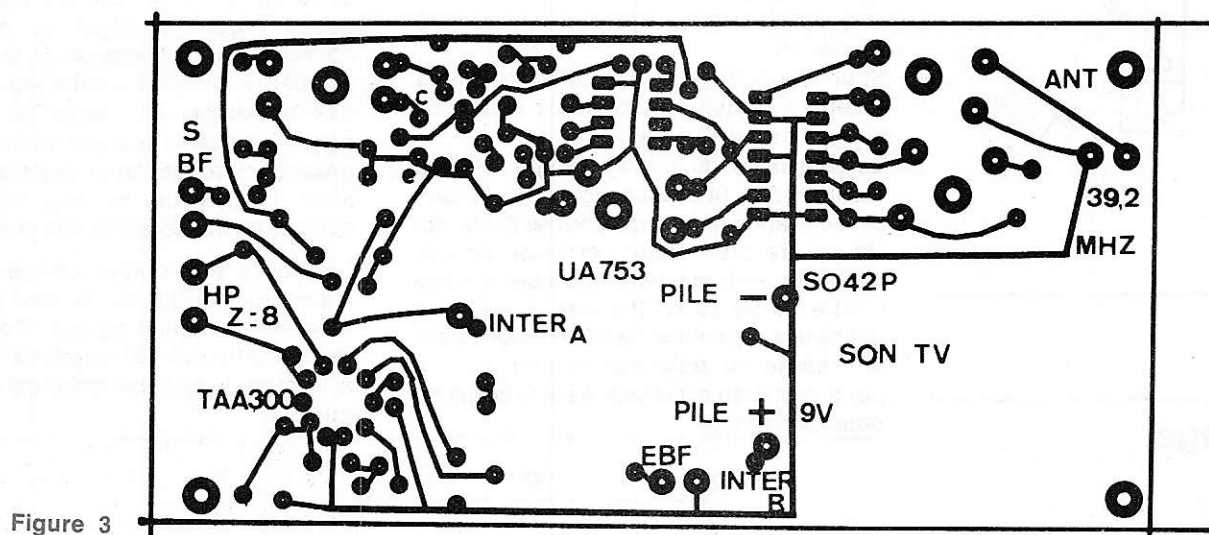 ANT
C
S
BF
e
39,2
MHZ
UA753
SO42P
PILE −
HP
Z=8
INTER A
SON TV
TAA300
PILE + 9V
EBF
INTER
B
Figure 3